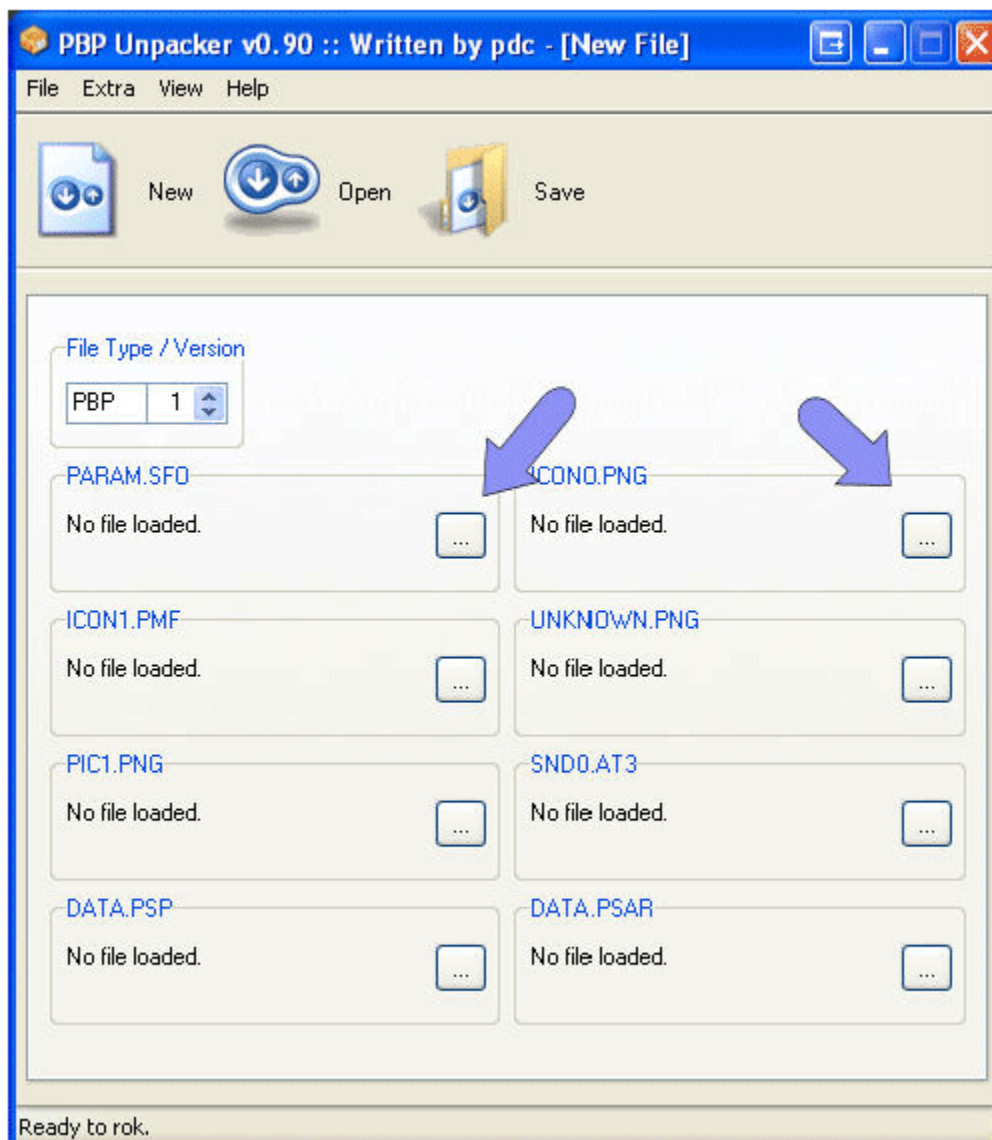 PBP Unpacker v0.90 :: Written by pdc - [New File]
File Extra View Help
New Open Save
File Type / Version
PBP 1
PARAM.SFO ICON0.PNG
No file loaded. ... No file loaded. ...
ICON1.PMF UNKNOWN.PNG
No file loaded. ... No file loaded. ...
PIC1.PNG SND0.AT3
No file loaded. ... No file loaded. ...
DATA.PSP DATA.PSAR
No file loaded. ... No file loaded. ...
Ready to rok.